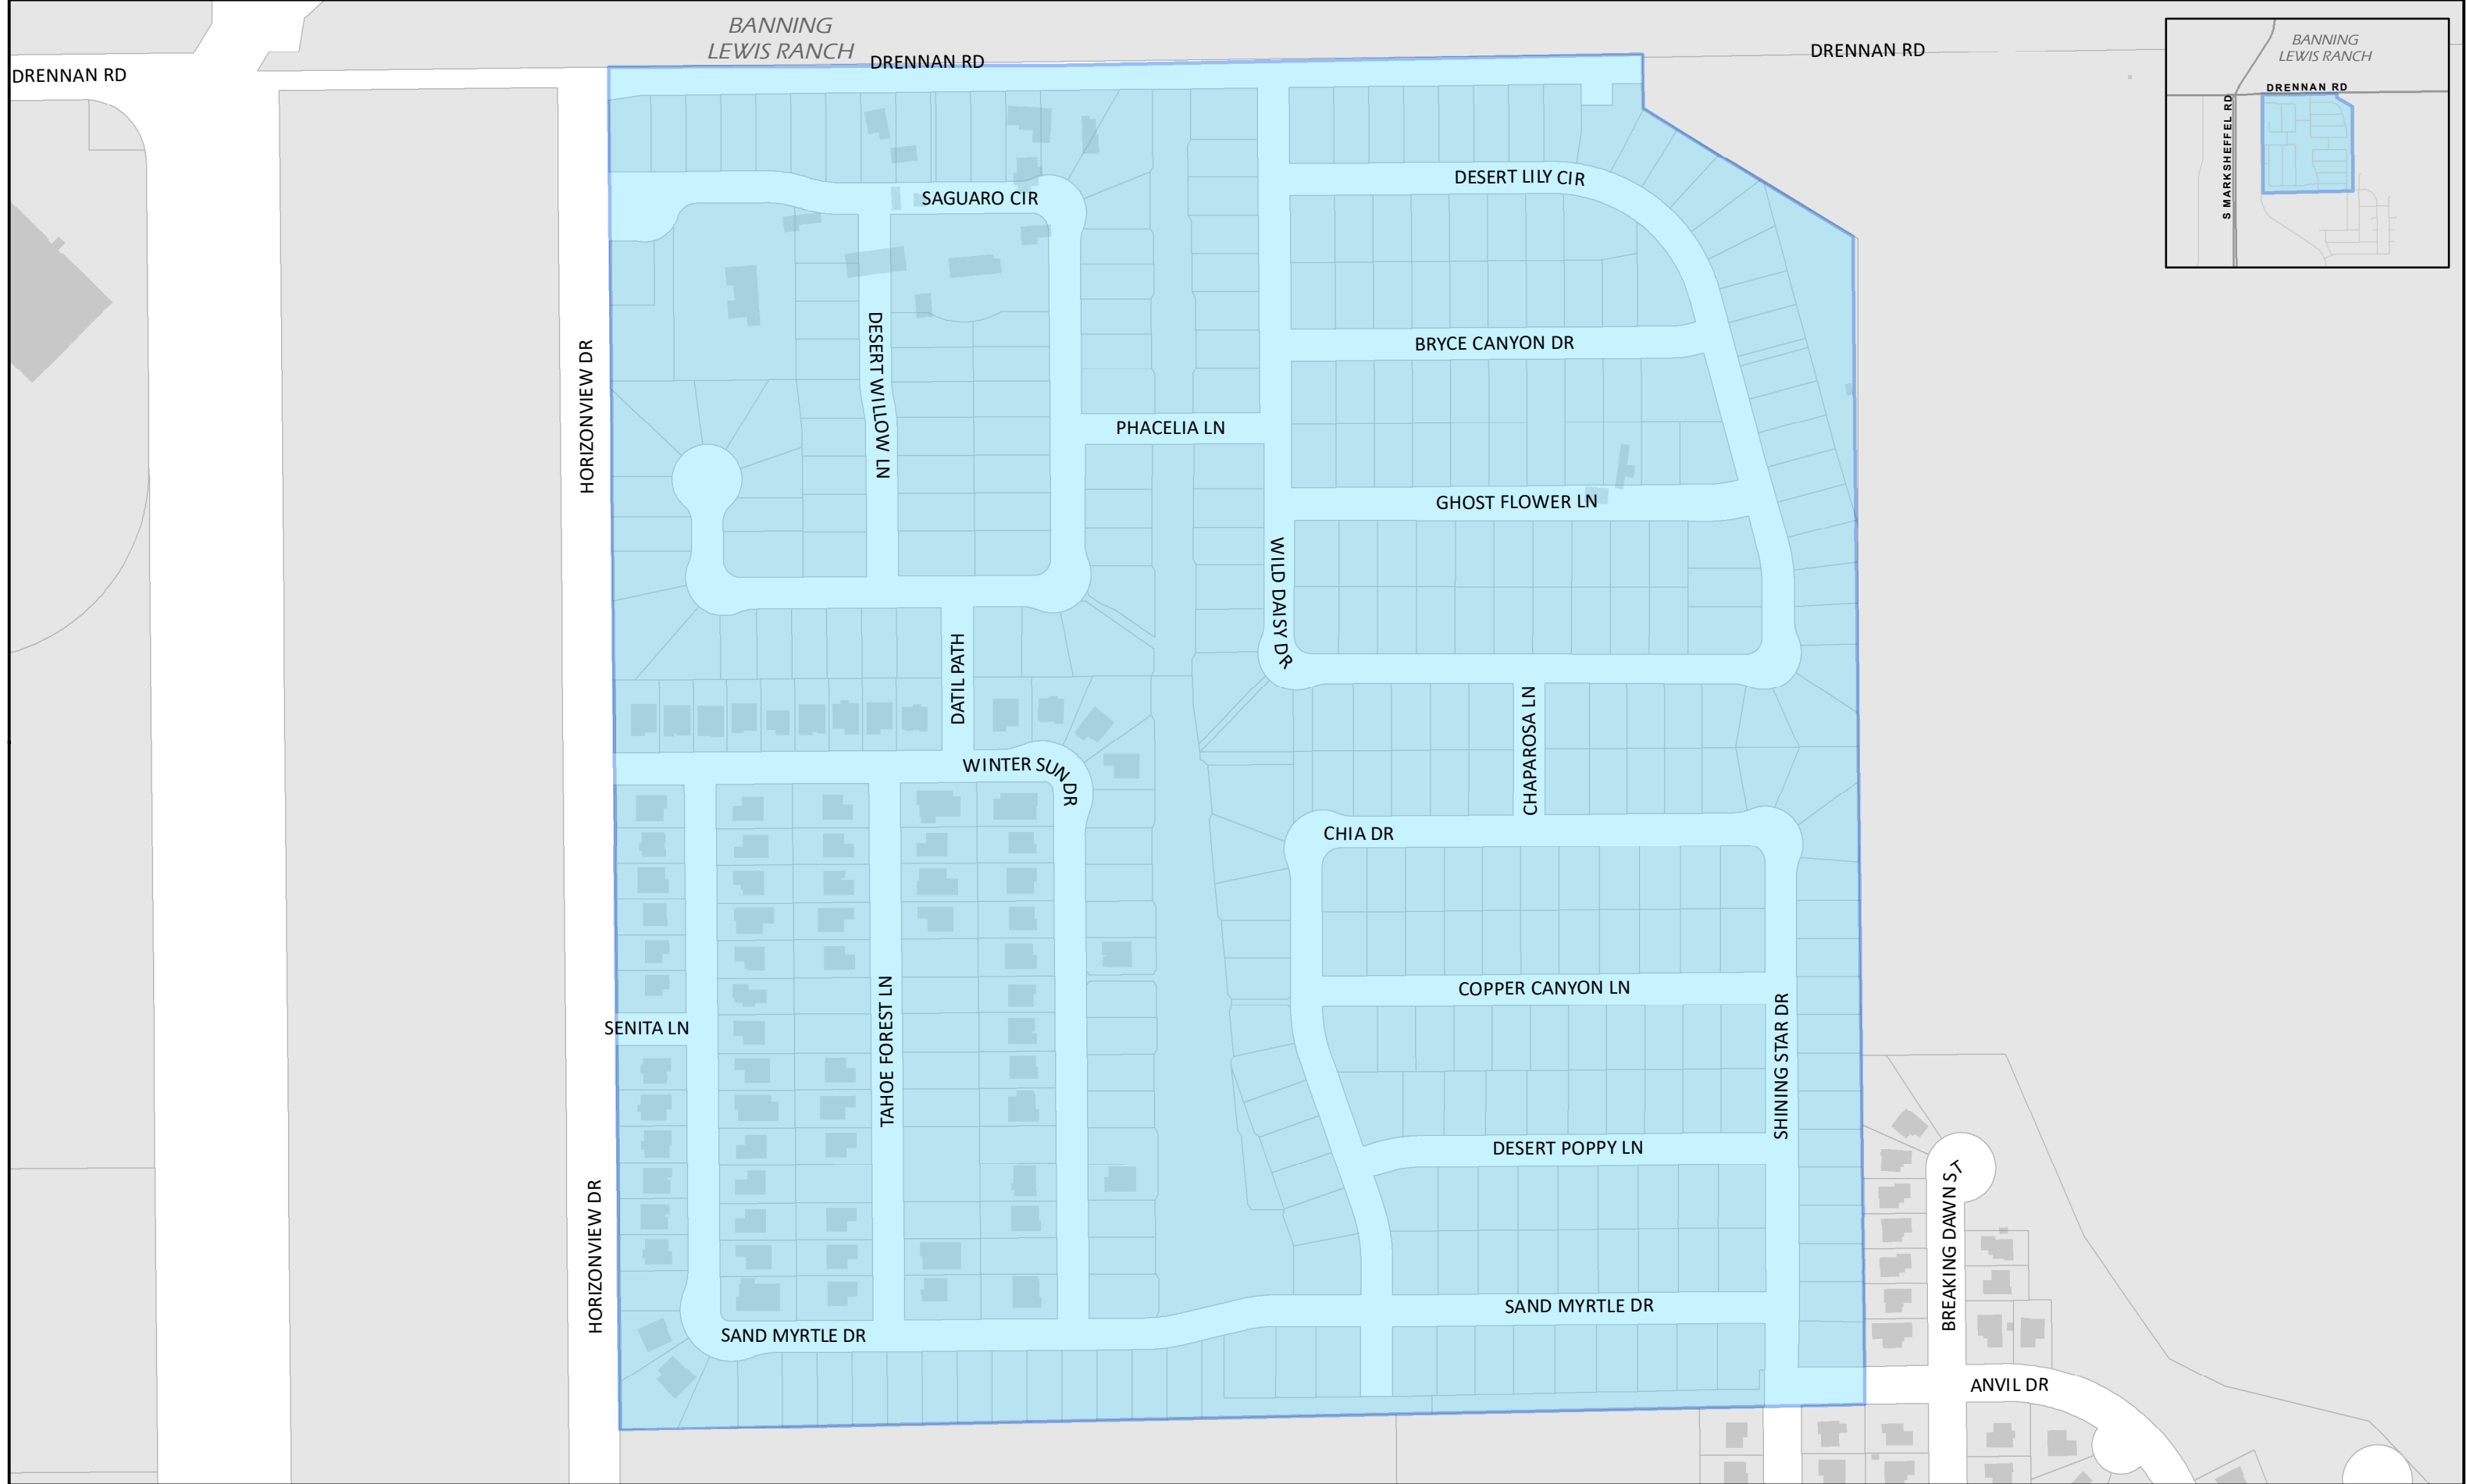 BANNING
LEWIS RANCH
DRENNAN RD
DRENNAN RD
DRENNAN RD
BANNING
LEWIS RANCH
DRENNAN RD
S MARKSHEFFEL RD
SAGUARO CIR
DESERT LILY CIR
HORIZONVIEW DR
DESERT WILLOW LN
BRYCE CANYON DR
PHACELIA LN
GHOST FLOWER LN
WILD DAISY DR
DATIL PATH
CHAPAROSA LN
WINTER SUN DR
CHIA DR
TAHOE FOREST LN
COPPER CANYON LN
SENITA LN
SHINING STAR DR
DESERT POPPY LN
HORIZONVIEW DR
BREAKING DAWN ST
SAND MYRTLE DR
SAND MYRTLE DR
ANVIL DR